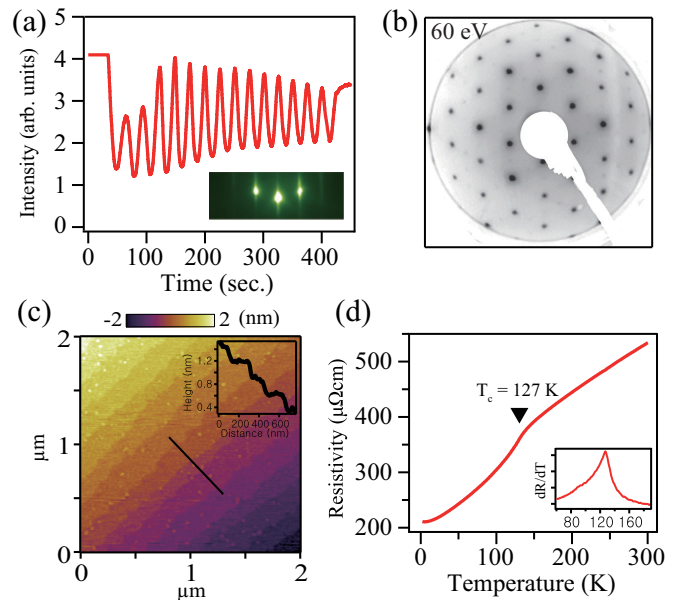 (a)
5
4
3
2
1
0
Intensity (arb. units)
0 100 200 300 400
Time (sec.)
(b)
60 eV
(c)
-2 2 (nm)
2
1
0
μm
0 1 2
μm
1.2
0.8
0.4
Height (nm)
0 200 400 600
Distance (nm)
(d)
500
400
300
200
Resistivity (μΩcm)
T_c = 127 K
dR/dT
80 120 160
0 100 200 300
Temperature (K)